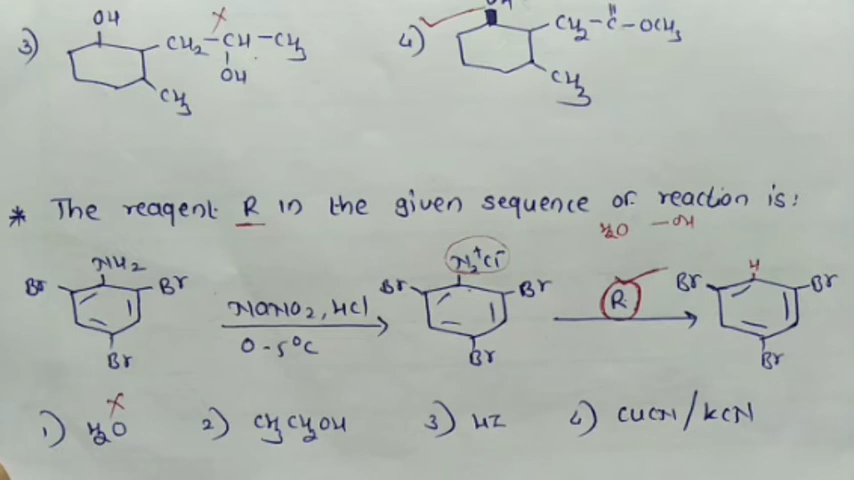 OH
3) CH2-CH-CH3
OH
CH3
4) CH2-C-OCH3
CH3
* The reagent R in the given sequence of reaction is:
H2O -OH
NH2
Br Br
Br
NaNO2, HCl
0-5°C
N2+Cl-
Br Br
Br
R
H
Br Br
Br
1) H2O 2) CH3CH2OH 3) HI 4) CuCN/KCN